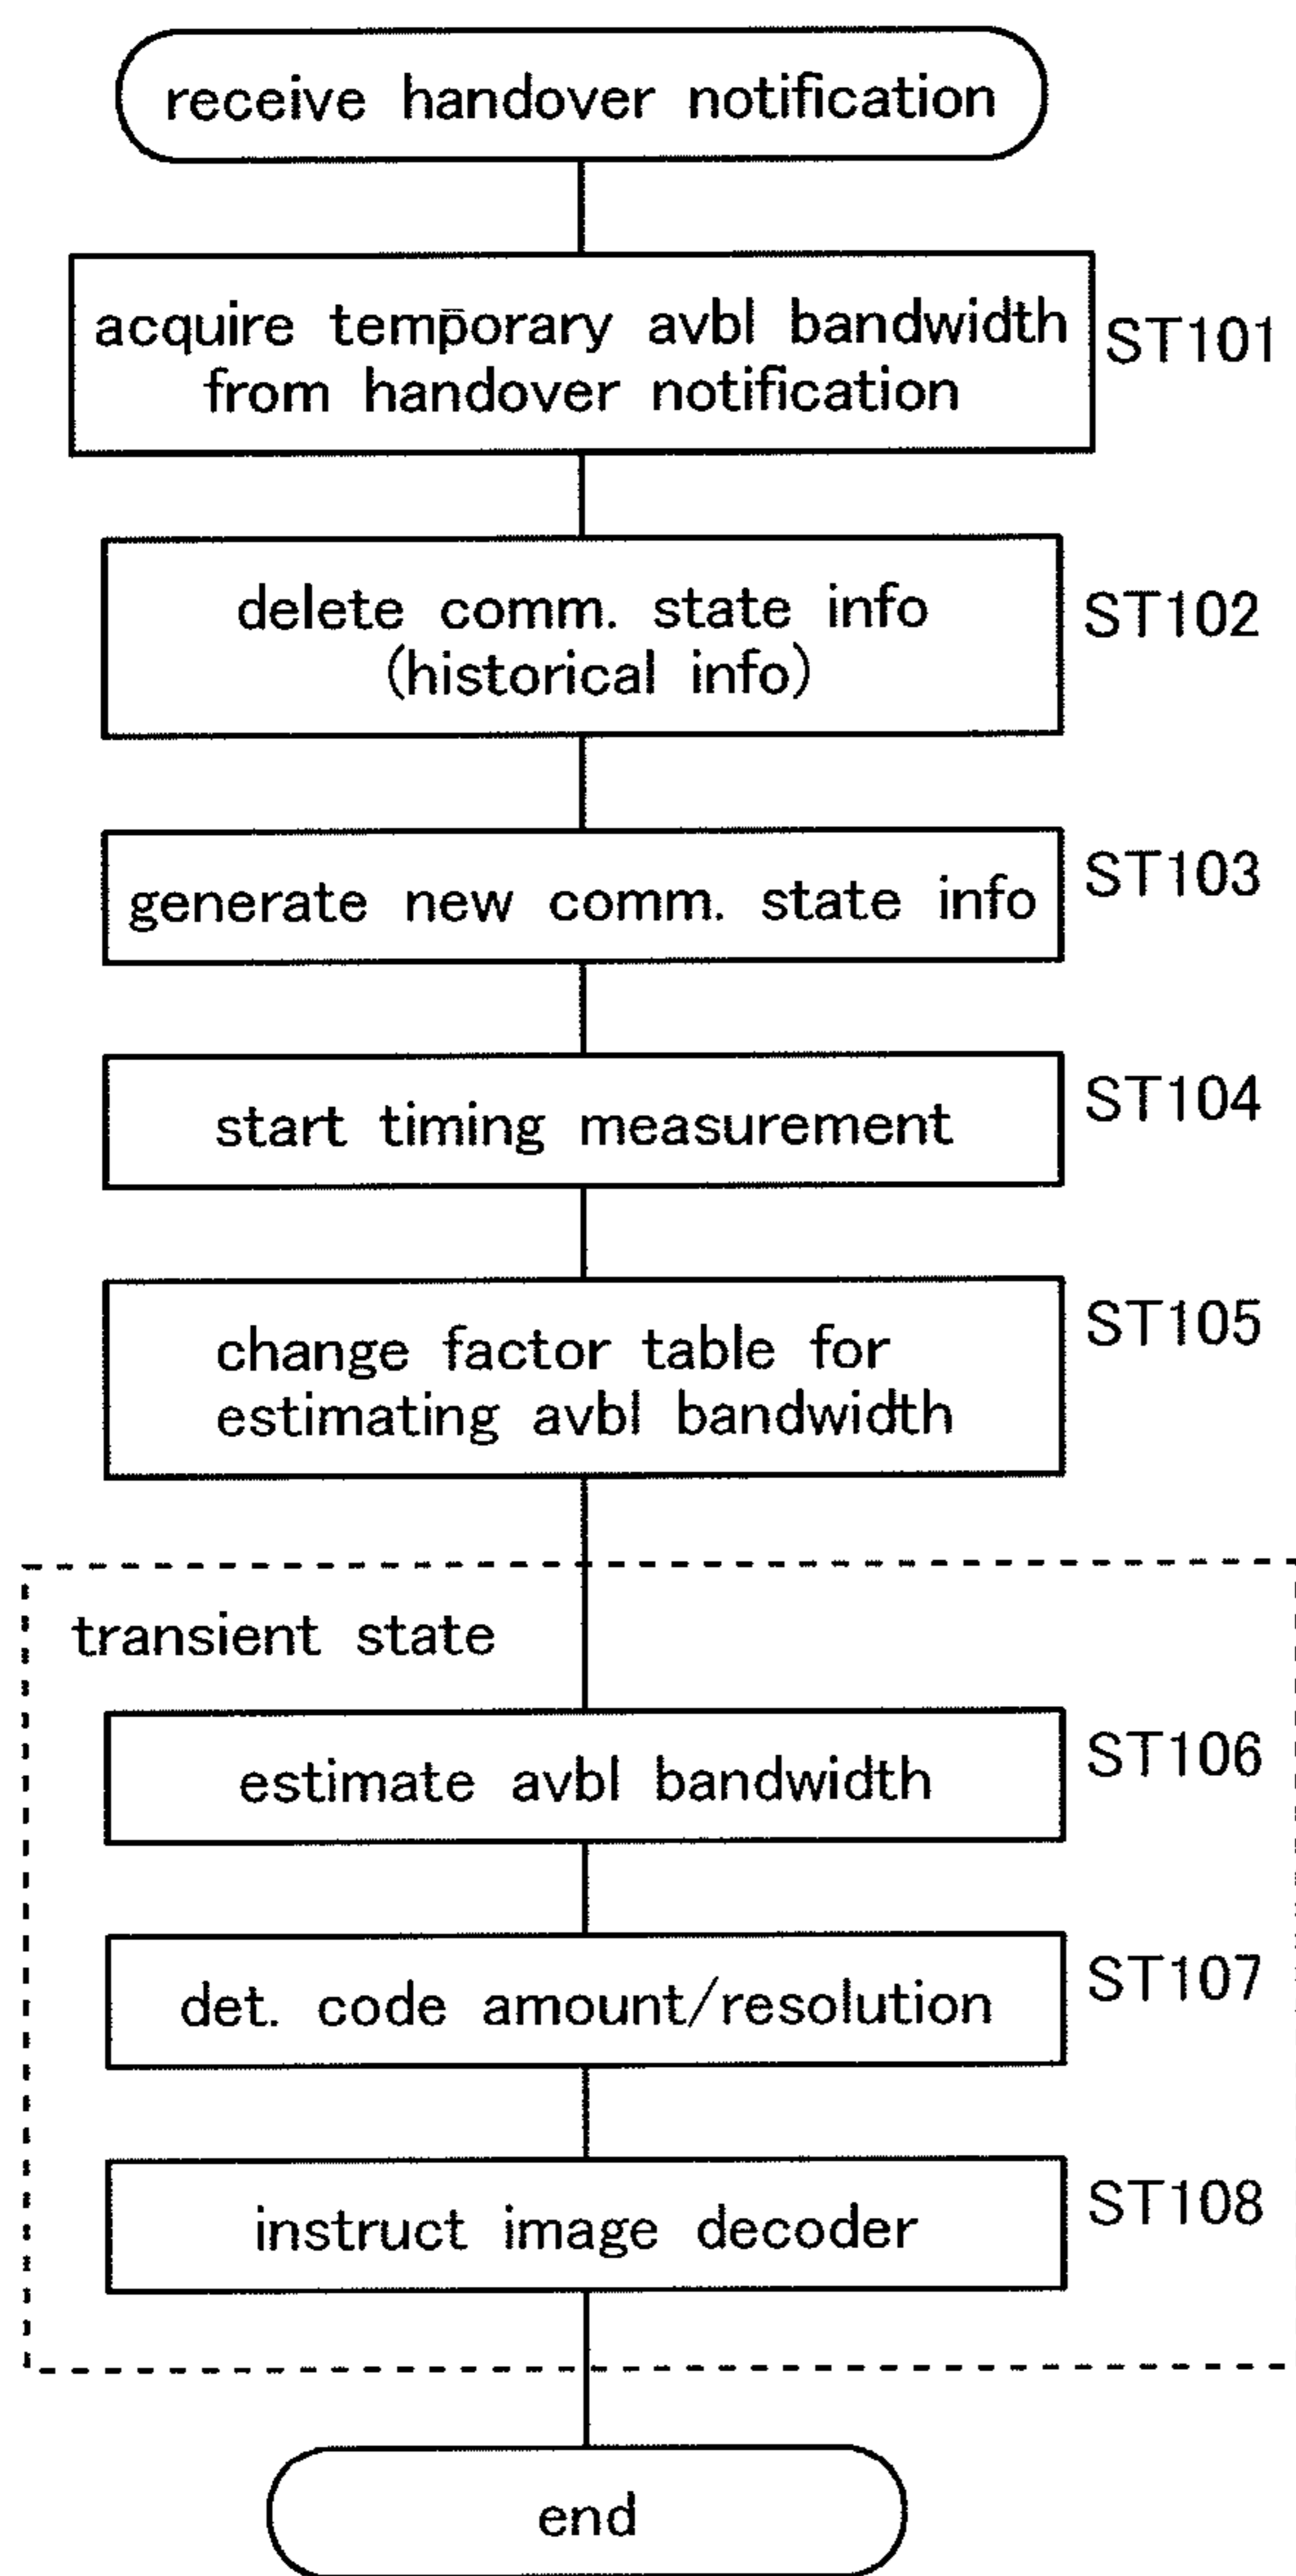 receive handover notification
acquire temporary avbl bandwidth
from handover notification
ST101
delete comm. state info
(historical info)
ST102
generate new comm. state info
ST103
start timing measurement
ST104
change factor table for
estimating avbl bandwidth
ST105
transient state
estimate avbl bandwidth
ST106
det. code amount/resolution
ST107
instruct image decoder
ST108
end